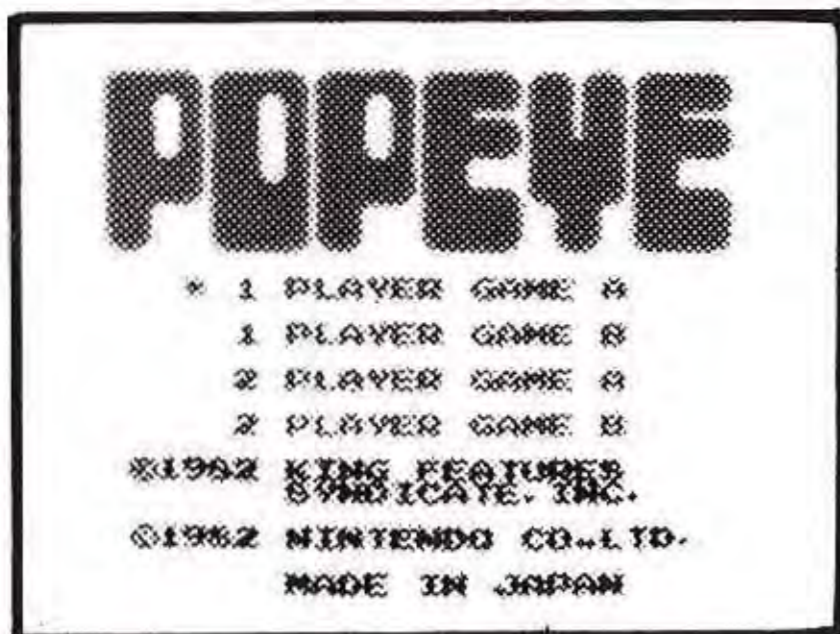 POPEYE
* 1 PLAYER GAME A
1 PLAYER GAME B
2 PLAYER GAME A
2 PLAYER GAME B
©1982 KING FEATURES
SYNDICATE. INC.
©1982 NINTENDO CO.,LTD.
MADE IN JAPAN